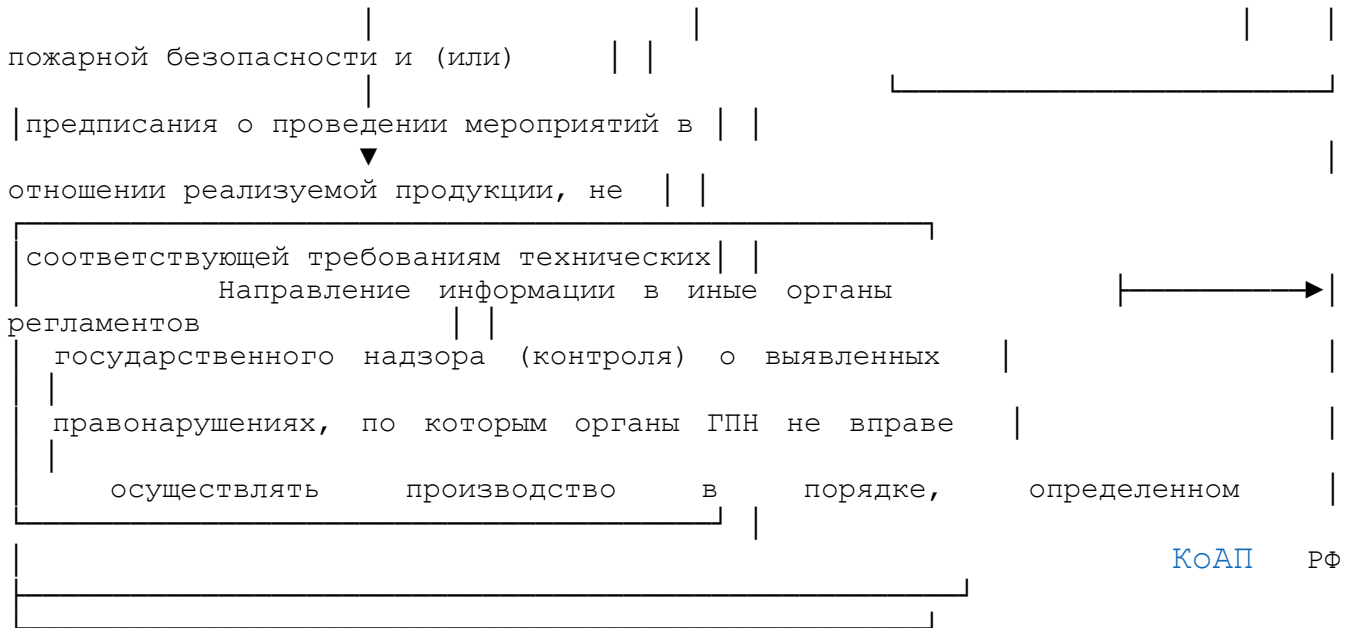 пожарной безопасности и (или)
предписания о проведении мероприятий в
отношении реализуемой продукции, не
соответствующей требованиям технических
Направление информации в иные органы
регламентов
государственного надзора (контроля) о выявленных
правонарушениях, по которым органы ГПН не вправе
осуществлять производство в порядке, определенном
КоАП РФ